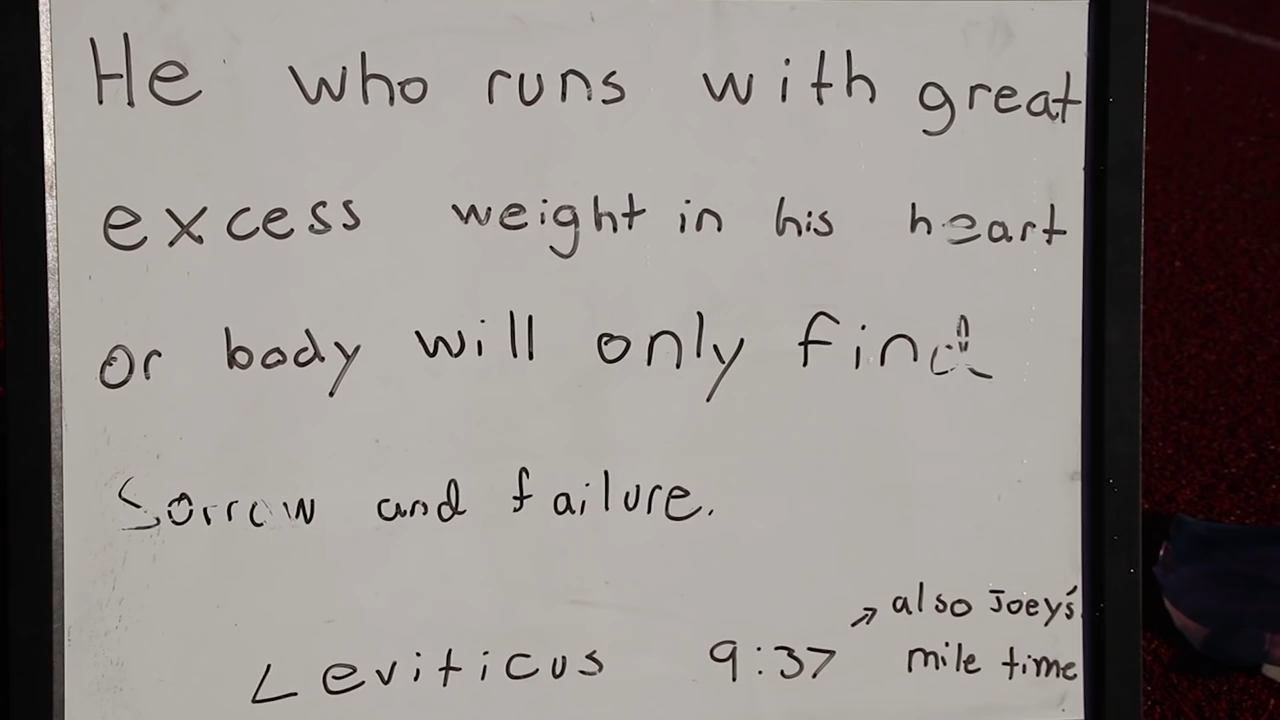 He who runs with great
excess weight in his heart
or body will only find
Sorrow and failure.
Leviticus 9:37 ↗ also Joey's
mile time